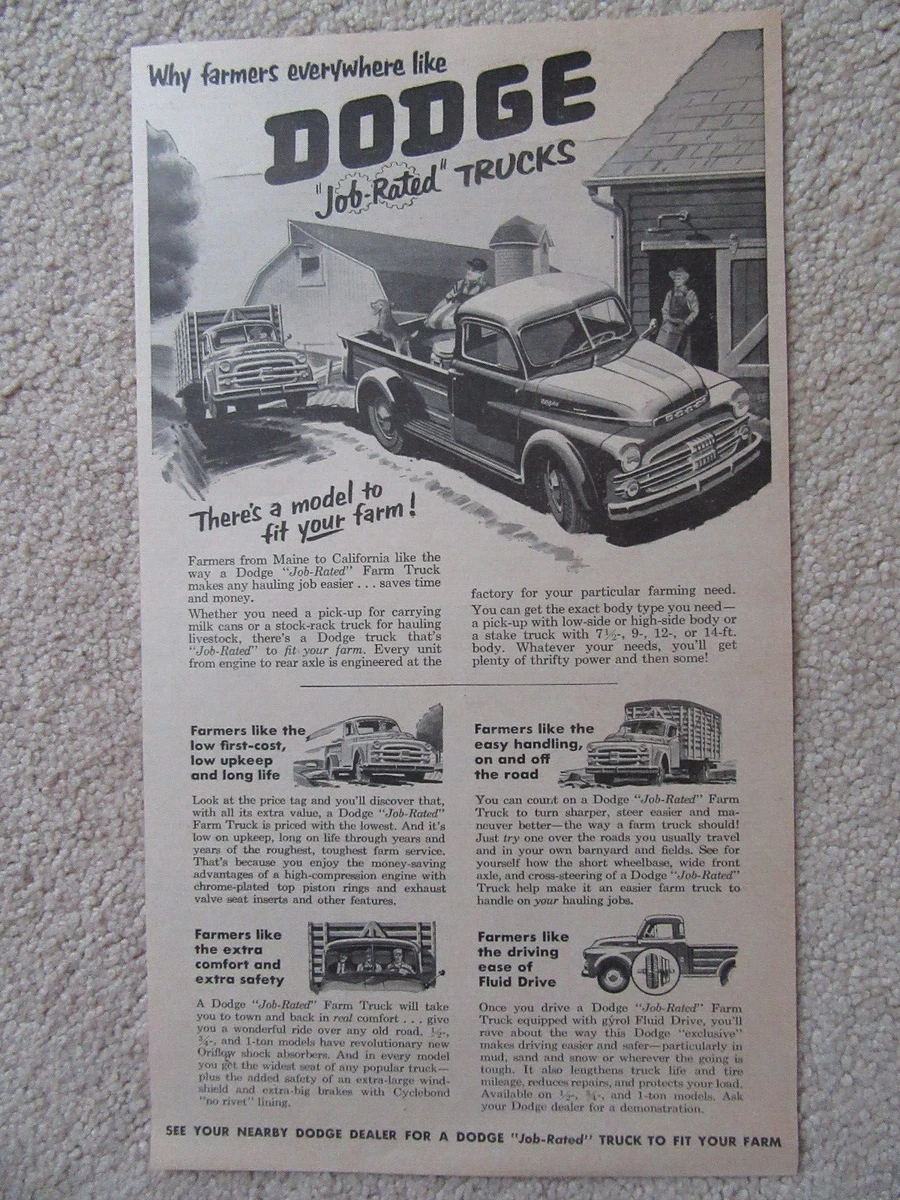 Why farmers everywhere like
DODGE
"Job-Rated" TRUCKS
DODGE
There's a model to
fit your farm!
Farmers from Maine to California like the
way a Dodge "Job-Rated" Farm Truck
makes any hauling job easier . . . saves time
and money.
Whether you need a pick-up for carrying
milk cans or a stock-rack truck for hauling
livestock, there's a Dodge truck that's
"Job-Rated" to fit your farm. Every unit
from engine to rear axle is engineered at the
factory for your particular farming need.
You can get the exact body type you need—
a pick-up with low-side or high-side body or
a stake truck with 7½-, 9-, 12-, or 14-ft.
body. Whatever your needs, you'll get
plenty of thrifty power and then some!
Farmers like the
low first-cost,
low upkeep
and long life
Look at the price tag and you'll discover that,
with all its extra value, a Dodge "Job-Rated"
Farm Truck is priced with the lowest. And it's
low on upkeep, long on life through years and
years of the roughest, toughest farm service.
That's because you enjoy the money-saving
advantages of a high-compression engine with
chrome-plated top piston rings and exhaust
valve seat inserts and other features.
Farmers like the
easy handling,
on and off
the road
You can count on a Dodge "Job-Rated" Farm
Truck to turn sharper, steer easier and ma-
neuver better—the way a farm truck should!
Just try one over the roads you usually travel
and in your own barnyard and fields. See for
yourself how the short wheelbase, wide front
axle, and cross-steering of a Dodge "Job-Rated"
Truck help make it an easier farm truck to
handle on your hauling jobs.
Farmers like
the extra
comfort and
extra safety
A Dodge "Job-Rated" Farm Truck will take
you to town and back in real comfort . . . give
you a wonderful ride over any old road. ½-,
¾-, and 1-ton models have revolutionary new
Oriflow shock absorbers. And in every model
you get the widest seat of any popular truck—
plus the added safety of an extra-large wind-
shield and extra-big brakes with Cyclebond
"no rivet" lining.
Farmers like
the driving
ease of
Fluid Drive
Once you drive a Dodge "Job-Rated" Farm
Truck equipped with gýrol Fluid Drive, you'll
rave about the way this Dodge "exclusive"
makes driving easier and safer—particularly in
mud, sand and snow or wherever the going is
tough. It also lengthens truck life and tire
mileage, reduces repairs, and protects your load.
Available on ½-, ¾-, and 1-ton models. Ask
your Dodge dealer for a demonstration.
SEE YOUR NEARBY DODGE DEALER FOR A DODGE "Job-Rated" TRUCK TO FIT YOUR FARM